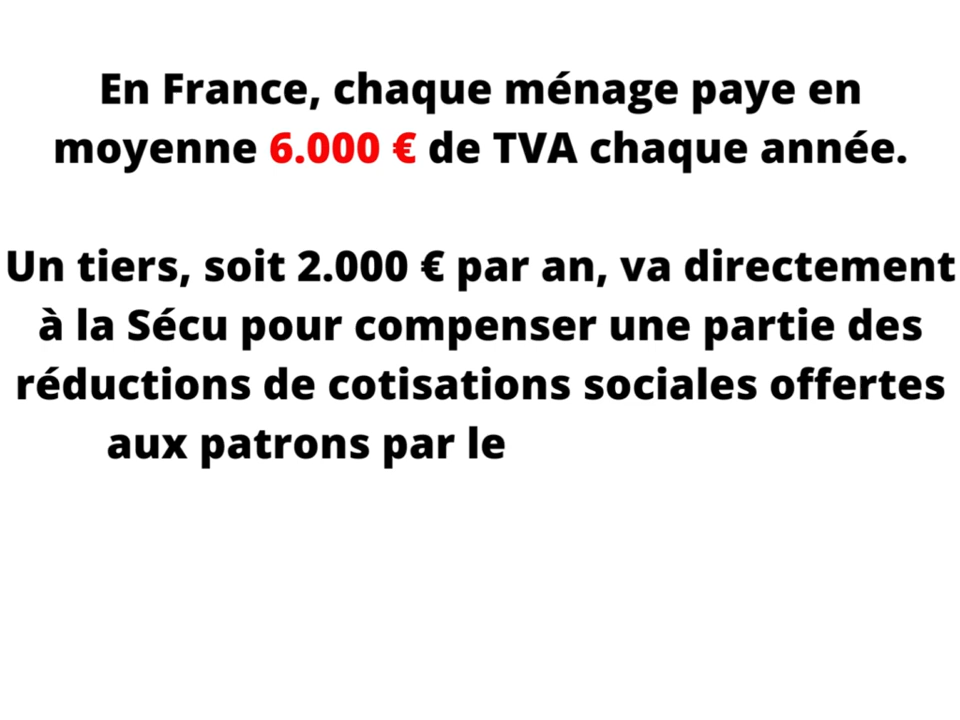 En France, chaque ménage paye en
moyenne 6.000 € de TVA chaque année.
Un tiers, soit 2.000 € par an, va directement
à la Sécu pour compenser une partie des
réductions de cotisations sociales offertes
aux patrons par le